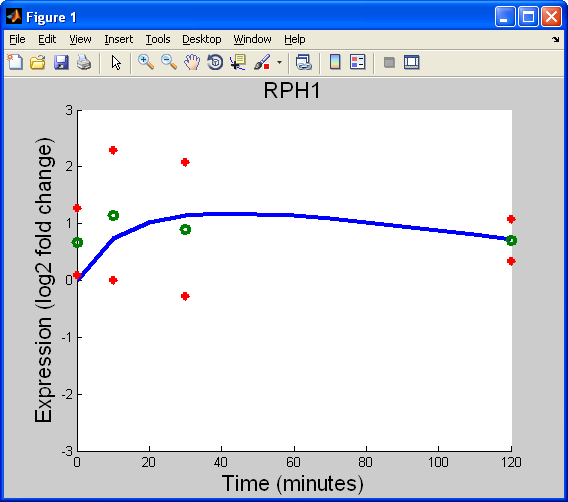 Figure 1
File Edit View Insert Tools Desktop Window Help
RPH1
3
2
1
0
-1
-2
-3
Expression (log2 fold change)
0 20 40 60 80 100 120
Time (minutes)